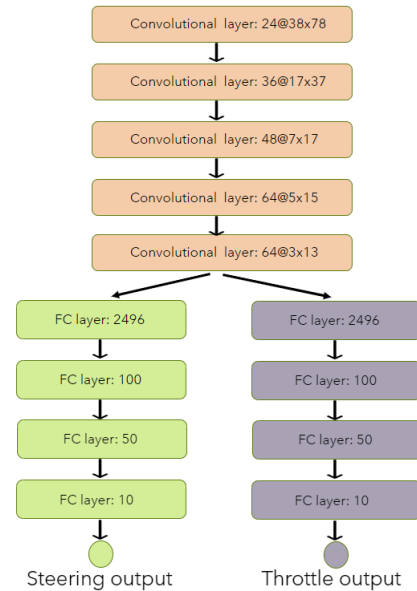 Convolutional layer: 24@38x78
Convolutional layer: 36@17x37
Convolutional layer: 48@7x17
Convolutional layer: 64@5x15
Convolutional layer: 64@3x13
FC layer: 2496
FC layer: 100
FC layer: 50
FC layer: 10
Steering output
FC layer: 2496
FC layer: 100
FC layer: 50
FC layer: 10
Throttle output